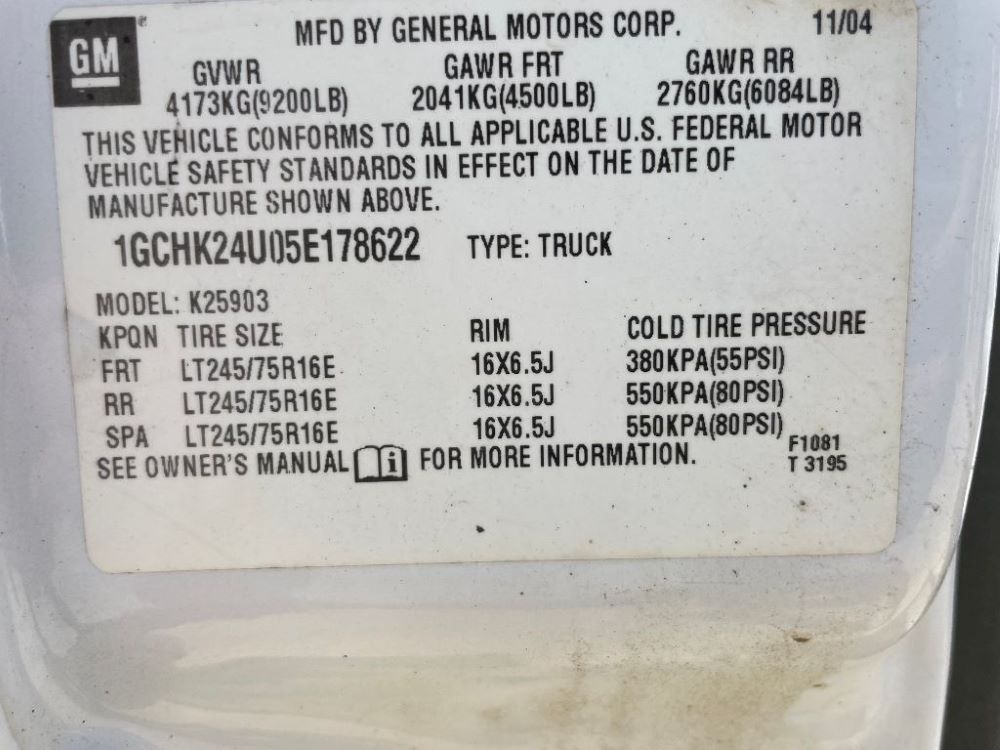 GM
MFD BY GENERAL MOTORS CORP. 11/04
GVWR GAWR FRT GAWR RR
4173KG(9200LB) 2041KG(4500LB) 2760KG(6084LB)
THIS VEHICLE CONFORMS TO ALL APPLICABLE U.S. FEDERAL MOTOR
VEHICLE SAFETY STANDARDS IN EFFECT ON THE DATE OF
MANUFACTURE SHOWN ABOVE.
1GCHK24U05E178622 TYPE: TRUCK
MODEL: K25903
KPQN TIRE SIZE RIM COLD TIRE PRESSURE
FRT LT245/75R16E 16X6.5J 380KPA(55PSI)
RR LT245/75R16E 16X6.5J 550KPA(80PSI)
SPA LT245/75R16E 16X6.5J 550KPA(80PSI)
SEE OWNER'S MANUAL i FOR MORE INFORMATION.
F1081
T 3195